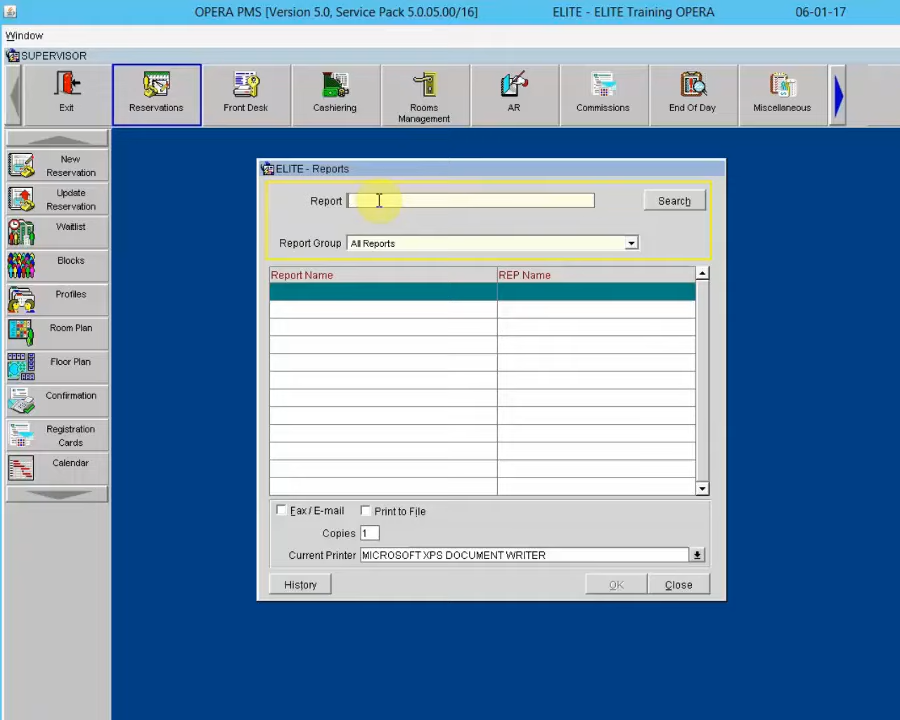 OPERA PMS [Version 5.0, Service Pack 5.0.05.00/16] ELITE - ELITE Training OPERA 06-01-17
Window
SUPERVISOR
Exit
Reservations
Front Desk
Cashiering
Rooms
Management
AR
Commissions
End Of Day
Miscellaneous
New
Reservation
Update
Reservation
Waitlist
Blocks
Profiles
Room Plan
Floor Plan
Confirmation
Registration
Cards
Calendar
ELITE - Reports
Report Search
Report Group All Reports
Report Name REP Name
Fax / E-mail Print to File
Copies 1
Current Printer MICROSOFT XPS DOCUMENT WRITER
History OK Close